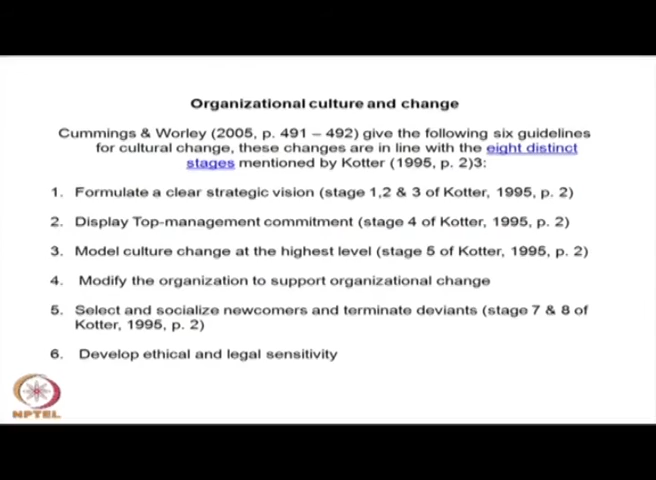 Organizational culture and change
Cummings & Worley (2005, p. 491 – 492) give the following six guidelines
for cultural change, these changes are in line with the eight distinct
stages mentioned by Kotter (1995, p. 2)3:
1. Formulate a clear strategic vision (stage 1,2 & 3 of Kotter, 1995, p. 2)
2. Display Top-management commitment (stage 4 of Kotter, 1995, p. 2)
3. Model culture change at the highest level (stage 5 of Kotter, 1995, p. 2)
4. Modify the organization to support organizational change
5. Select and socialize newcomers and terminate deviants (stage 7 & 8 of
Kotter, 1995, p. 2)
6. Develop ethical and legal sensitivity
NPTEL